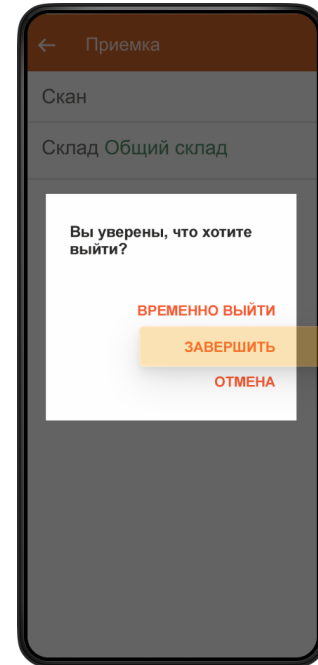 Приемка
Скан
Склад Общий склад
Вы уверены, что хотите
выйти?
ВРЕМЕННО ВЫЙТИ
ЗАВЕРШИТЬ
ОТМЕНА